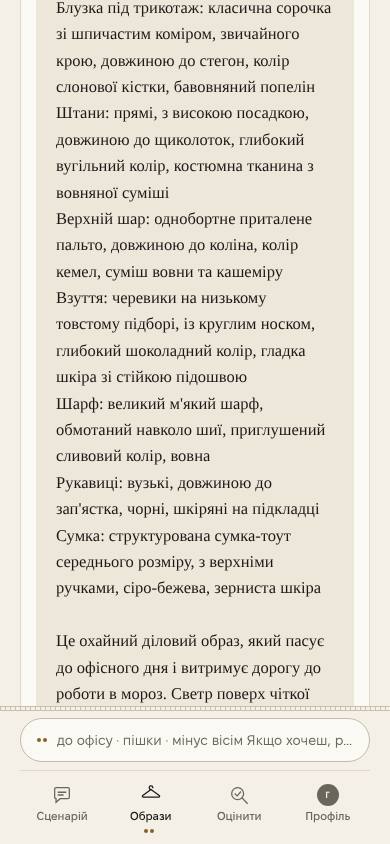 Блузка під трикотаж: класична сорочка
зі шпичастим коміром, звичайного
крою, довжиною до стегон, колір
слонової кістки, бавовняний попелін
Штани: прямі, з високою посадкою,
довжиною до щиколоток, глибокий
вугільний колір, костюмна тканина з
вовняної суміші
Верхній шар: однобортне приталене
пальто, довжиною до коліна, колір
кемел, суміш вовни та кашеміру
Взуття: черевики на низькому
товстому підборі, із круглим носком,
глибокий шоколадний колір, гладка
шкіра зі стійкою підошвою
Шарф: великий м'який шарф,
обмотаний навколо шиї, приглушений
сливовий колір, вовна
Рукавиці: вузькі, довжиною до
зап'ястка, чорні, шкіряні на підкладці
Сумка: структурована сумка-тоут
середнього розміру, з верхніми
ручками, сіро-бежева, зерниста шкіра
Це охайний діловий образ, який пасує
до офісного дня і витримує дорогу до
роботи в мороз. Светр поверх чіткої
до офісу · пішки · мінус вісім Якщо хочеш, р...
Сценарій
Образи
Оцінити
г
Профіль